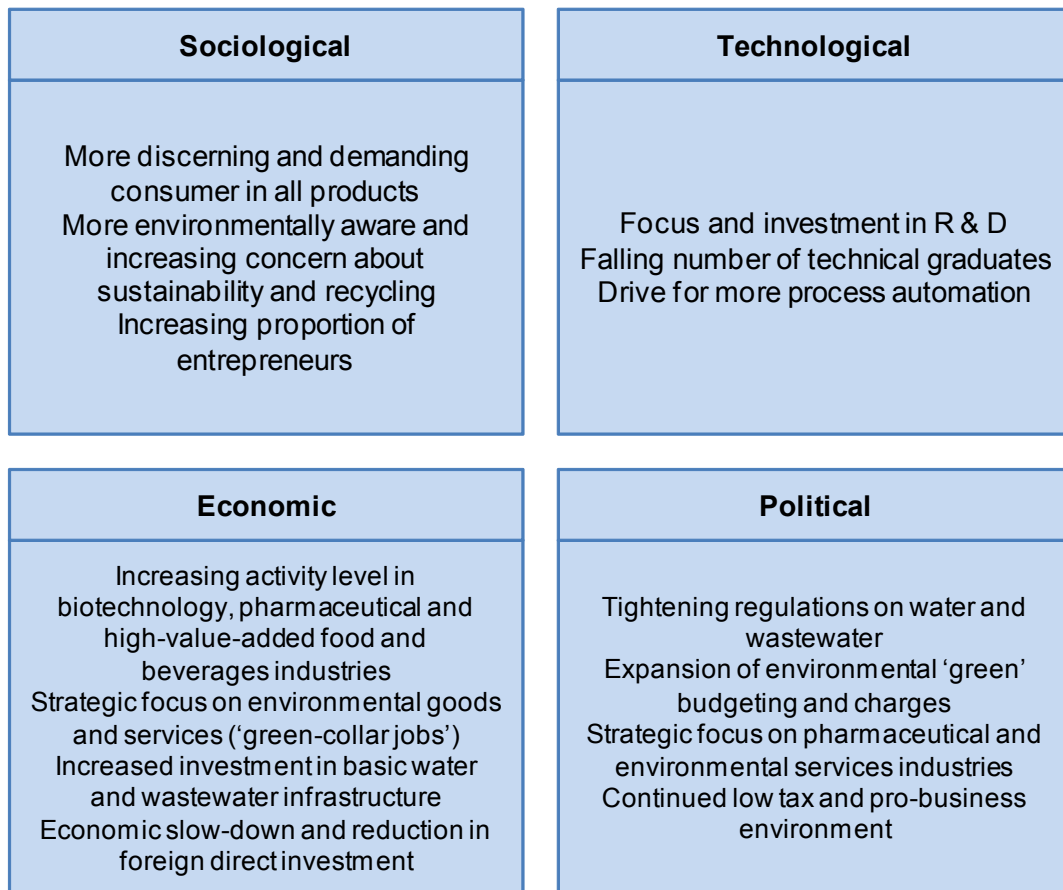 Sociological
More discerning and demanding
consumer in all products
More environmentally aware and
increasing concern about
sustainability and recycling
Increasing proportion of
entrepreneurs
Technological
Focus and investment in R & D
Falling number of technical graduates
Drive for more process automation
Economic
Increasing activity level in
biotechnology, pharmaceutical and
high-value-added food and
beverages industries
Strategic focus on environmental goods
and services (‘green-collar jobs’)
Increased investment in basic water
and wastewater infrastructure
Economic slow-down and reduction in
foreign direct investment
Political
Tightening regulations on water and
wastewater
Expansion of environmental ‘green’
budgeting and charges
Strategic focus on pharmaceutical and
environmental services industries
Continued low tax and pro-business
environment